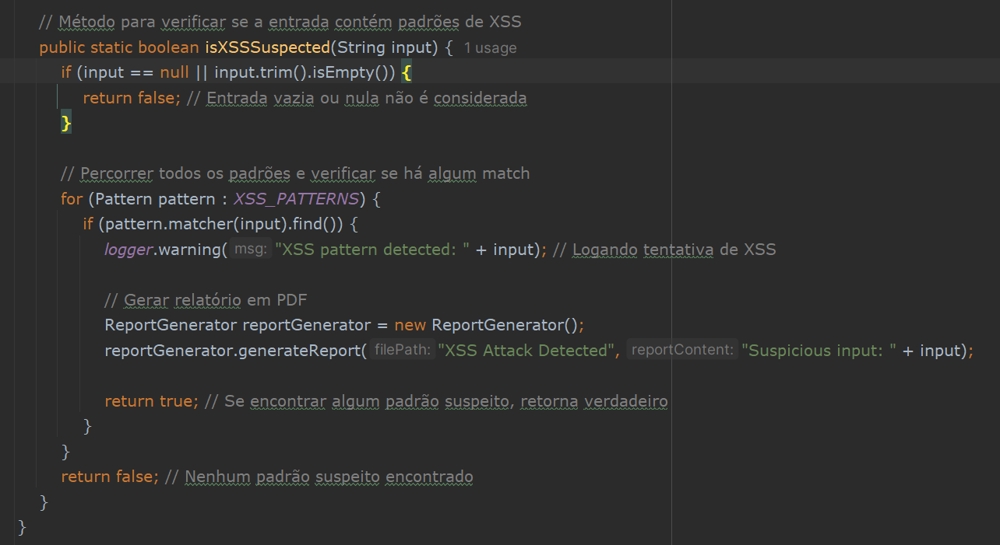 // Método para verificar se a entrada contém padrões de XSS
public static boolean isXSSSuspected(String input) {  1 usage
if (input == null || input.trim().isEmpty()) {
return false; // Entrada vazia ou nula não é considerada
}
// Percorrer todos os padrões e verificar se há algum match
for (Pattern pattern : XSS_PATTERNS) {
if (pattern.matcher(input).find()) {
logger.warning( msg: "XSS pattern detected: " + input); // Logando tentativa de XSS
// Gerar relatório em PDF
ReportGenerator reportGenerator = new ReportGenerator();
reportGenerator.generateReport( filePath: "XSS Attack Detected", reportContent: "Suspicious input: " + input);
return true; // Se encontrar algum padrão suspeito, retorna verdadeiro
}
}
return false; // Nenhum padrão suspeito encontrado
}
}